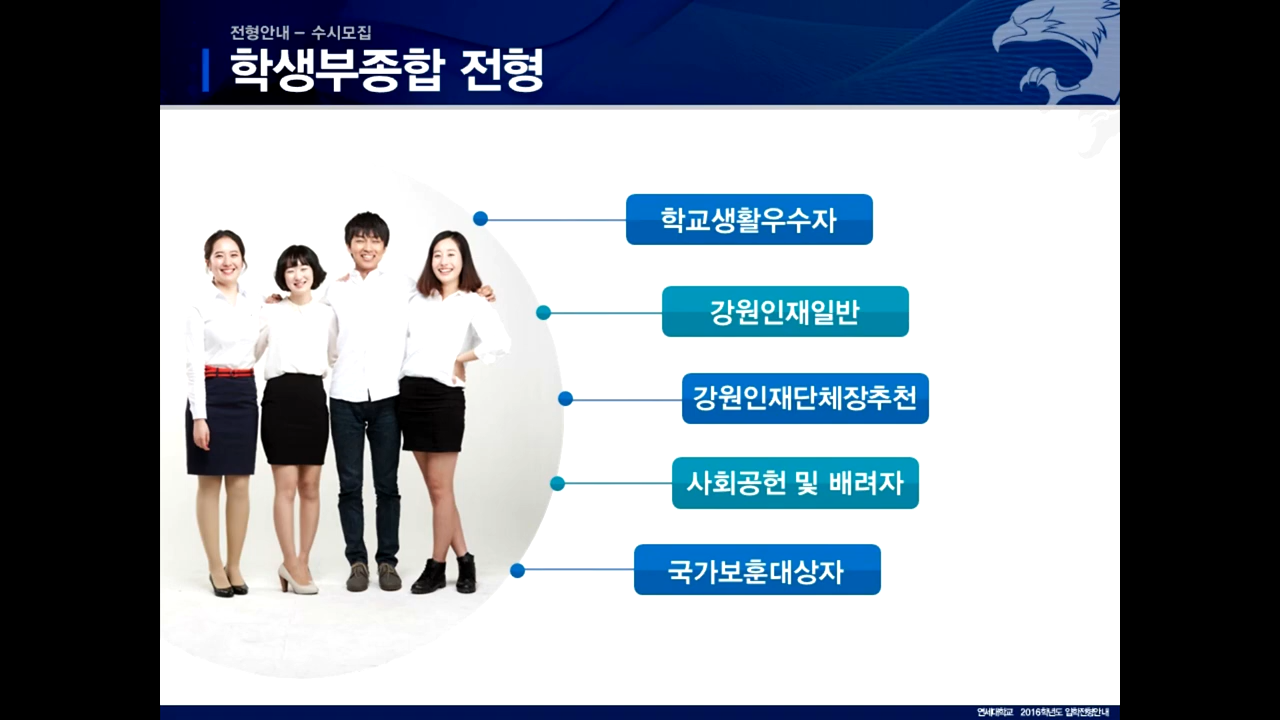 전형안내 – 수시모집
학생부종합 전형
학교생활우수자
강원인재일반
강원인재단체장추천
사회공헌 및 배려자
국가보훈대상자
연세대학교 2016학년도 입학전형안내